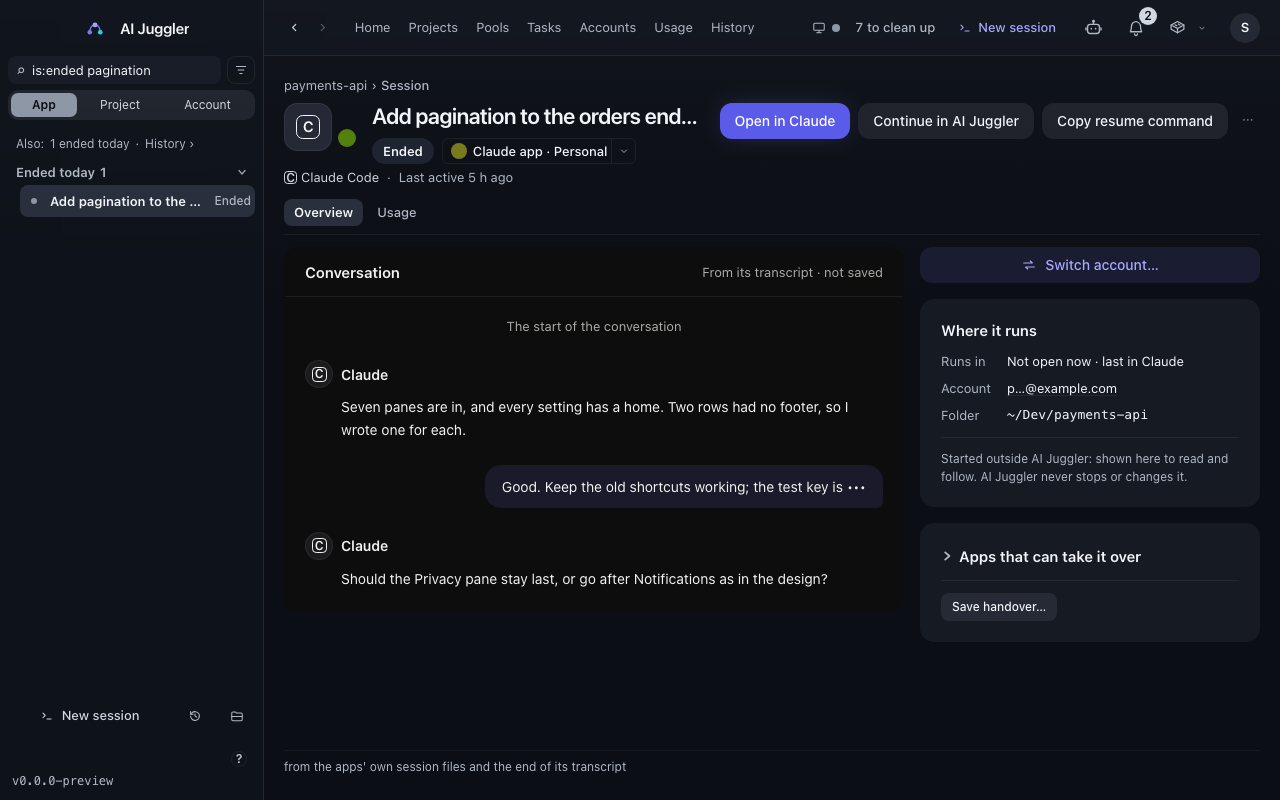 AI Juggler
is:ended pagination
App
Project
Account
Also: 1 ended today · History ›
Ended today 1
Add pagination to the ... Ended
New session
?
v0.0.0-preview
Home Projects Pools Tasks Accounts Usage History
7 to clean up
New session
2
S
payments-api › Session
C
Add pagination to the orders end...
Open in Claude
Continue in AI Juggler
Copy resume command
Ended
Claude app · Personal
C Claude Code · Last active 5 h ago
Overview
Usage
Conversation
From its transcript · not saved
The start of the conversation
C Claude
Seven panes are in, and every setting has a home. Two rows had no footer, so I
wrote one for each.
Good. Keep the old shortcuts working; the test key is •••
C Claude
Should the Privacy pane stay last, or go after Notifications as in the design?
Switch account...
Where it runs
Runs in Not open now · last in Claude
Account p...@example.com
Folder ~/Dev/payments-api
Started outside AI Juggler: shown here to read and
follow. AI Juggler never stops or changes it.
Apps that can take it over
Save handover...
from the apps' own session files and the end of its transcript